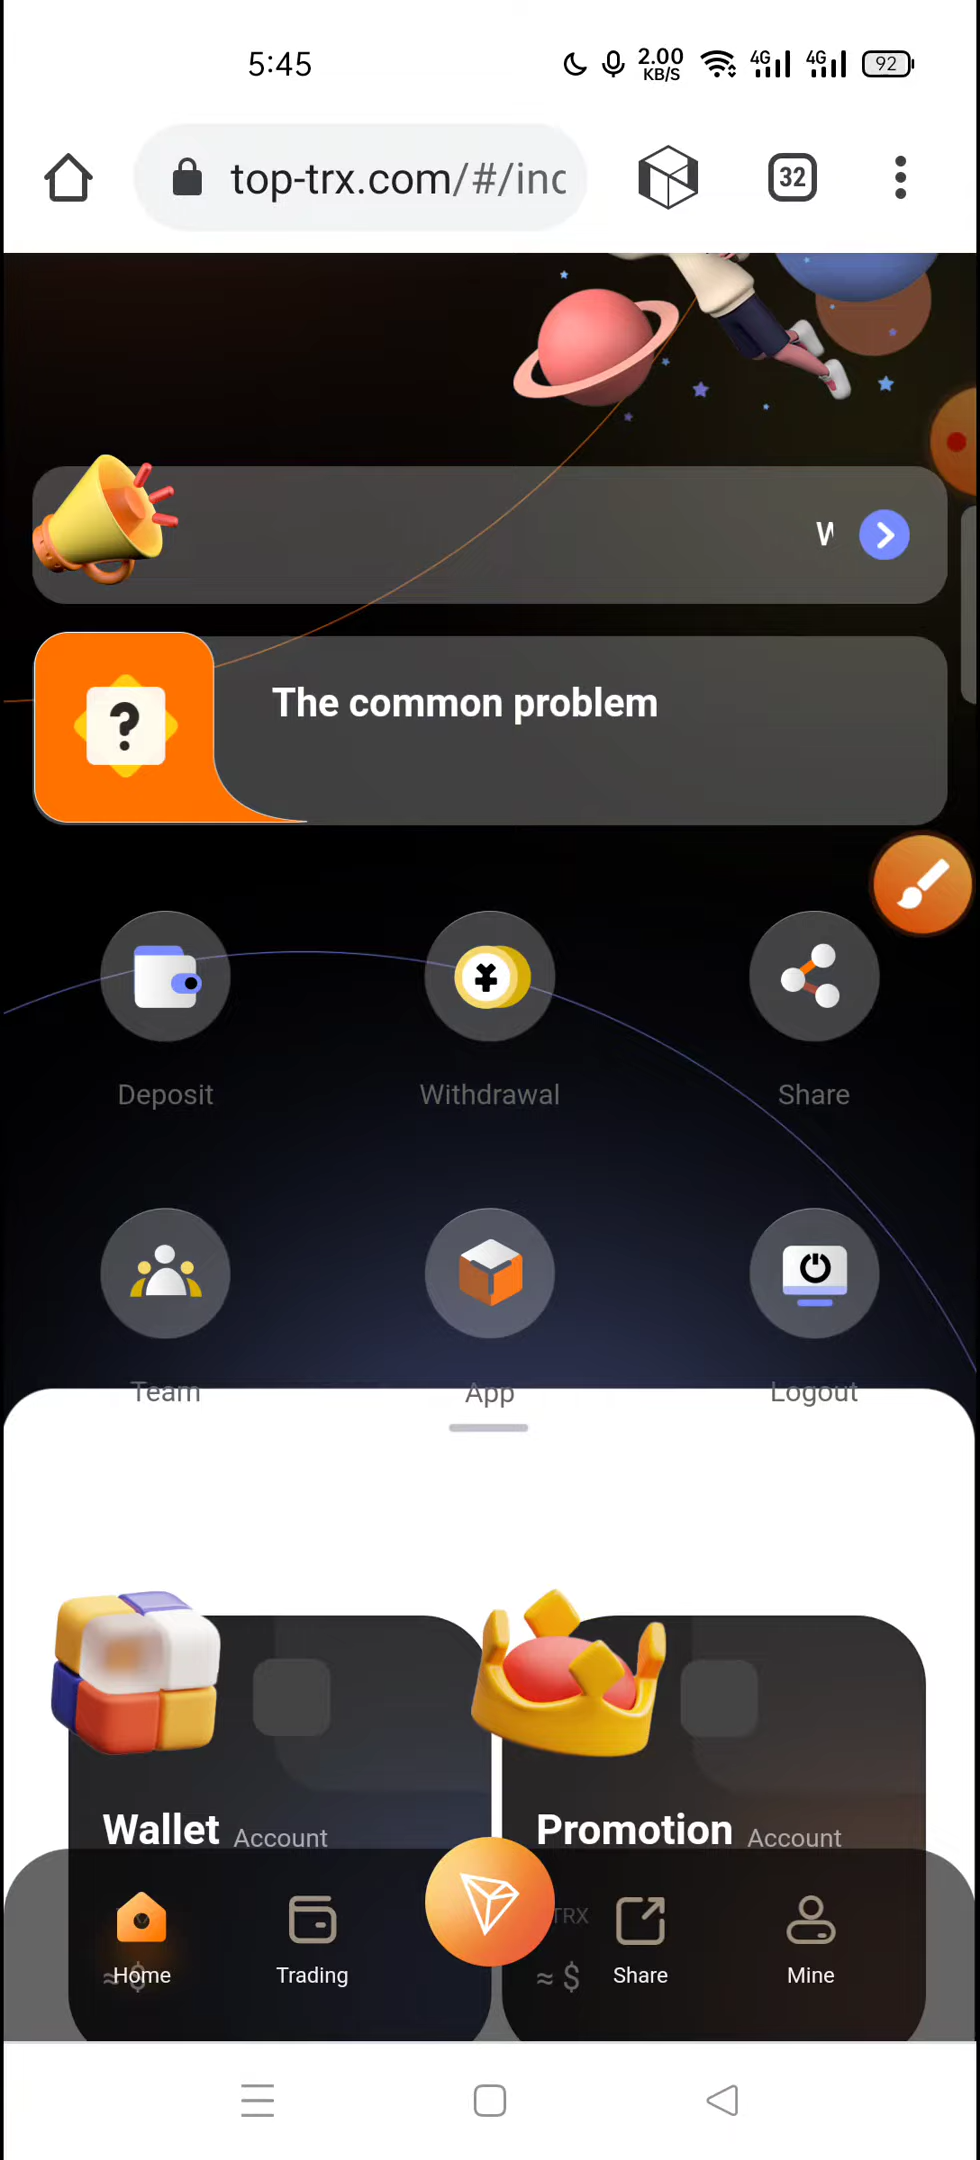 5:45
2.00
KB/S
4G
4G
92
top-trx.com/#/inc
32
W
The common problem
Deposit
Withdrawal
Share
Team
App
Logout
Wallet Account
Promotion Account
TRX
≈ $
≈ $
Home
Trading
Share
Mine